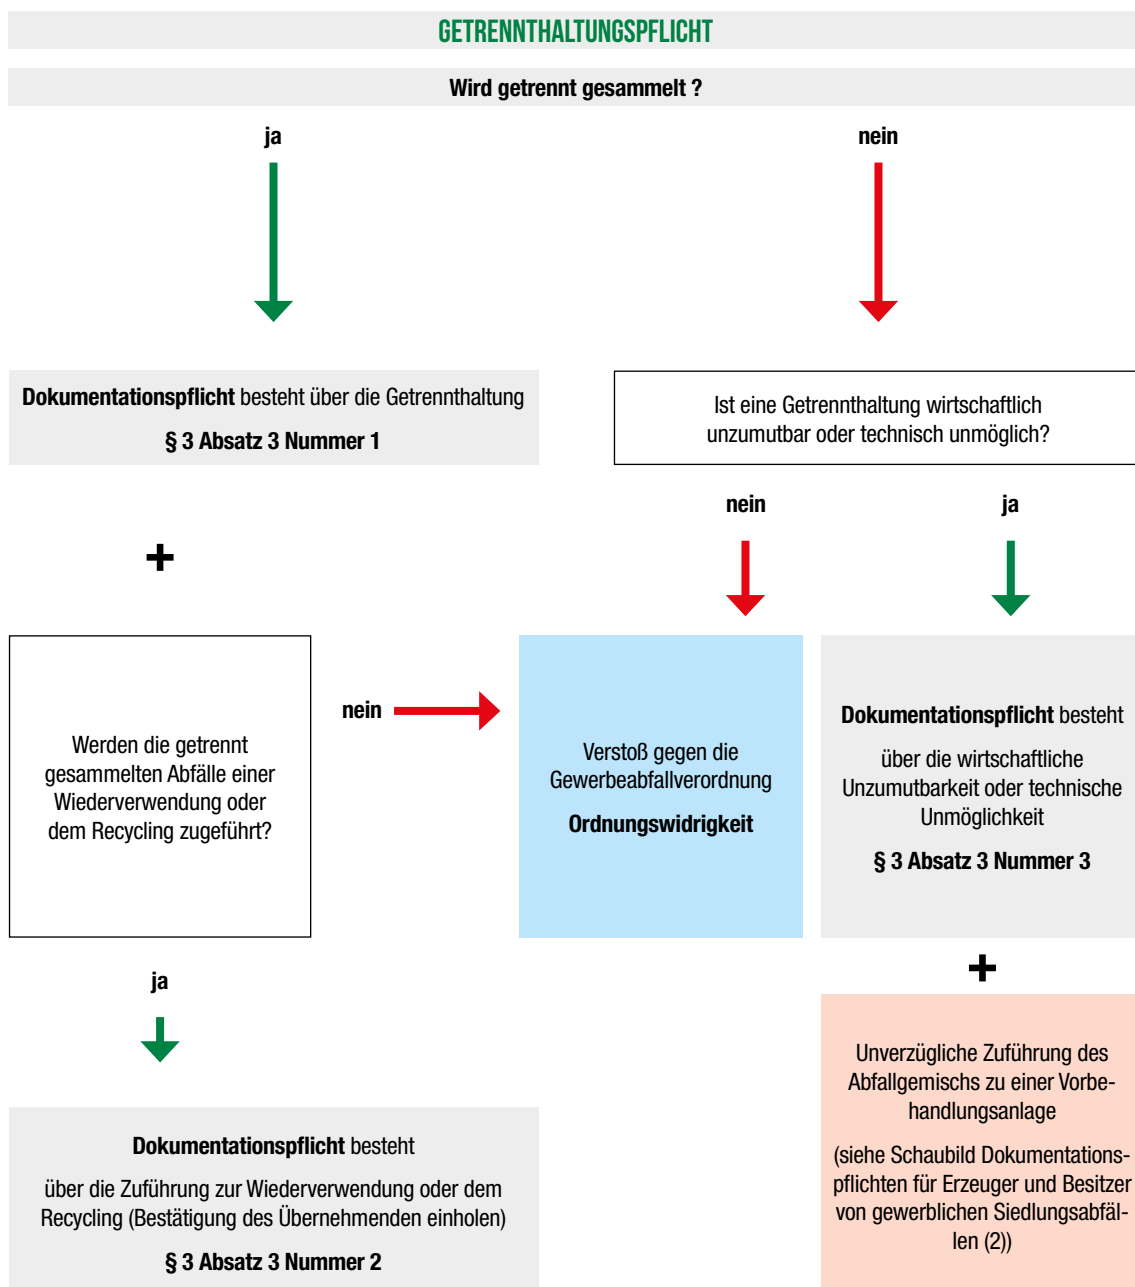 GETRENNTHALTUNGSPFLICHT
Wird getrennt gesammelt ?
ja
nein
Dokumentationspflicht besteht über die Getrennthaltung
§ 3 Absatz 3 Nummer 1
Ist eine Getrennthaltung wirtschaftlich
unzumutbar oder technisch unmöglich?
nein
ja
+
Werden die getrennt
gesammelten Abfälle einer
Wiederverwendung oder
dem Recycling zugeführt?
nein
Verstoß gegen die
Gewerbeabfallverordnung
Ordnungswidrigkeit
Dokumentationspflicht besteht
über die wirtschaftliche
Unzumutbarkeit oder technische
Unmöglichkeit
§ 3 Absatz 3 Nummer 3
ja
+
Dokumentationspflicht besteht
über die Zuführung zur Wiederverwendung oder dem
Recycling (Bestätigung des Übernehmenden einholen)
§ 3 Absatz 3 Nummer 2
Unverzügliche Zuführung des
Abfallgemischs zu einer Vorbe-
handlungsanlage
(siehe Schaubild Dokumentations-
pflichten für Erzeuger und Besitzer
von gewerblichen Siedlungsabfäl-
len (2))